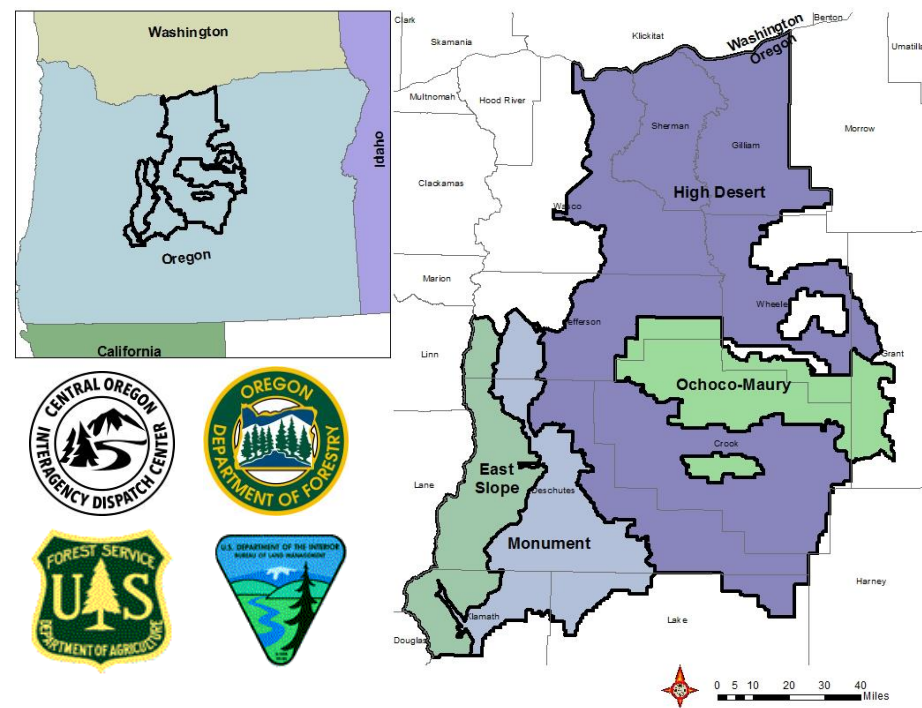 Washington
Idaho
Oregon
California
CENTRAL OREGON
INTERAGENCY DISPATCH CENTER
OREGON
DEPARTMENT OF FORESTRY
FOREST SERVICE
U S
DEPARTMENT OF AGRICULTURE
U.S. DEPARTMENT OF THE INTERIOR
BUREAU OF LAND MANAGEMENT
Clark
Skamania
Klickitat
Washington
Oregon
Benton
Umatilla
Multnomah
Hood River
Sherman
Gilliam
Morrow
Clackamas
High Desert
Wasco
Marion
Wheele
Jefferson
Linn
Grant
Ochoco-Maury
Crook
East
Slope
Lane
Deschutes
Monument
Harney
Klamath
Lake
Douglas
0 5 10 20 30 40
Miles